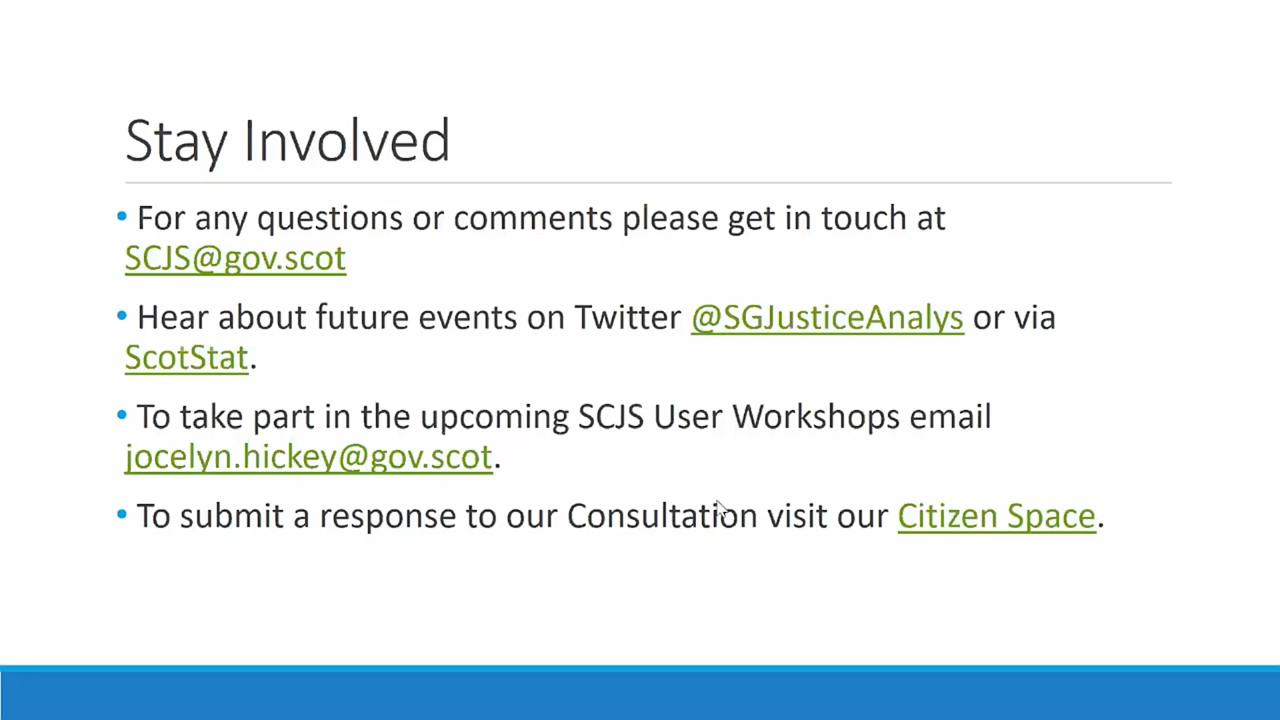 Stay Involved
• For any questions or comments please get in touch at
SCJS@gov.scot
• Hear about future events on Twitter @SGJusticeAnalys or via
ScotStat.
• To take part in the upcoming SCJS User Workshops email
jocelyn.hickey@gov.scot.
• To submit a response to our Consultation visit our Citizen Space.